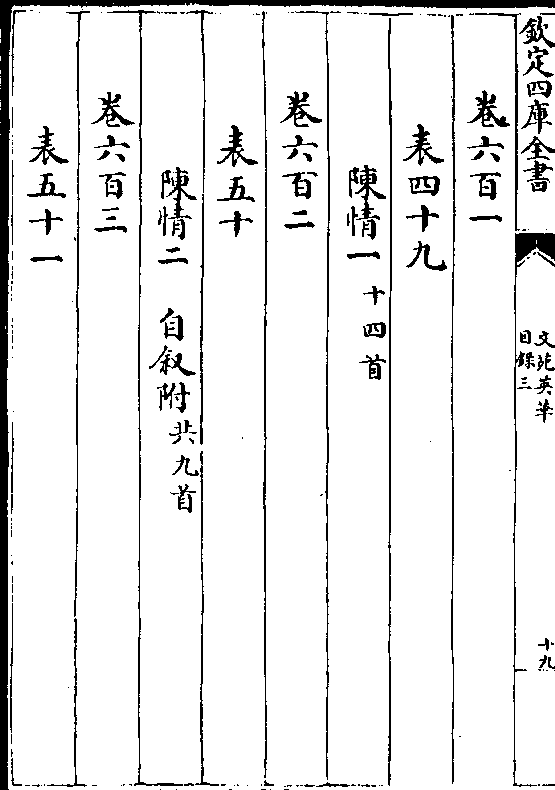 欽定四庫全書
文苑英華
目錄三
十九
卷六百一
表四十九
陳情一 十四首
卷六百二
表五十
陳情二 自叙附共九首
卷六百三
表五十一